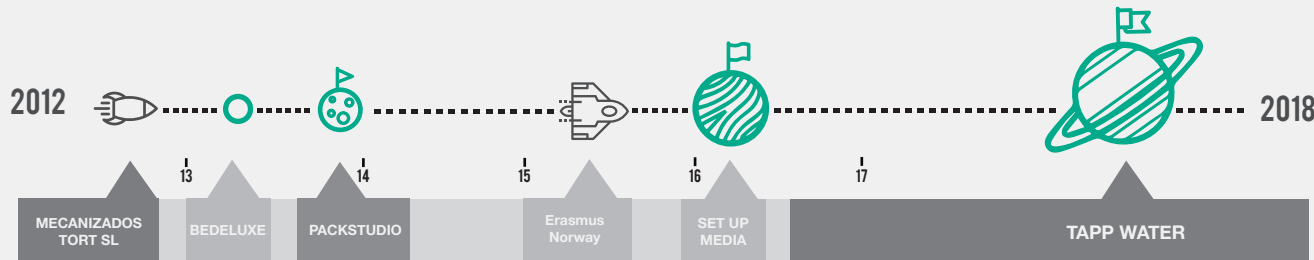 2012
2018
13
14
15
16
17
MECANIZADOS
TORT SL
BEDELUXE
PACKSTUDIO
Erasmus
Norway
SET UP
MEDIA
TAPP WATER